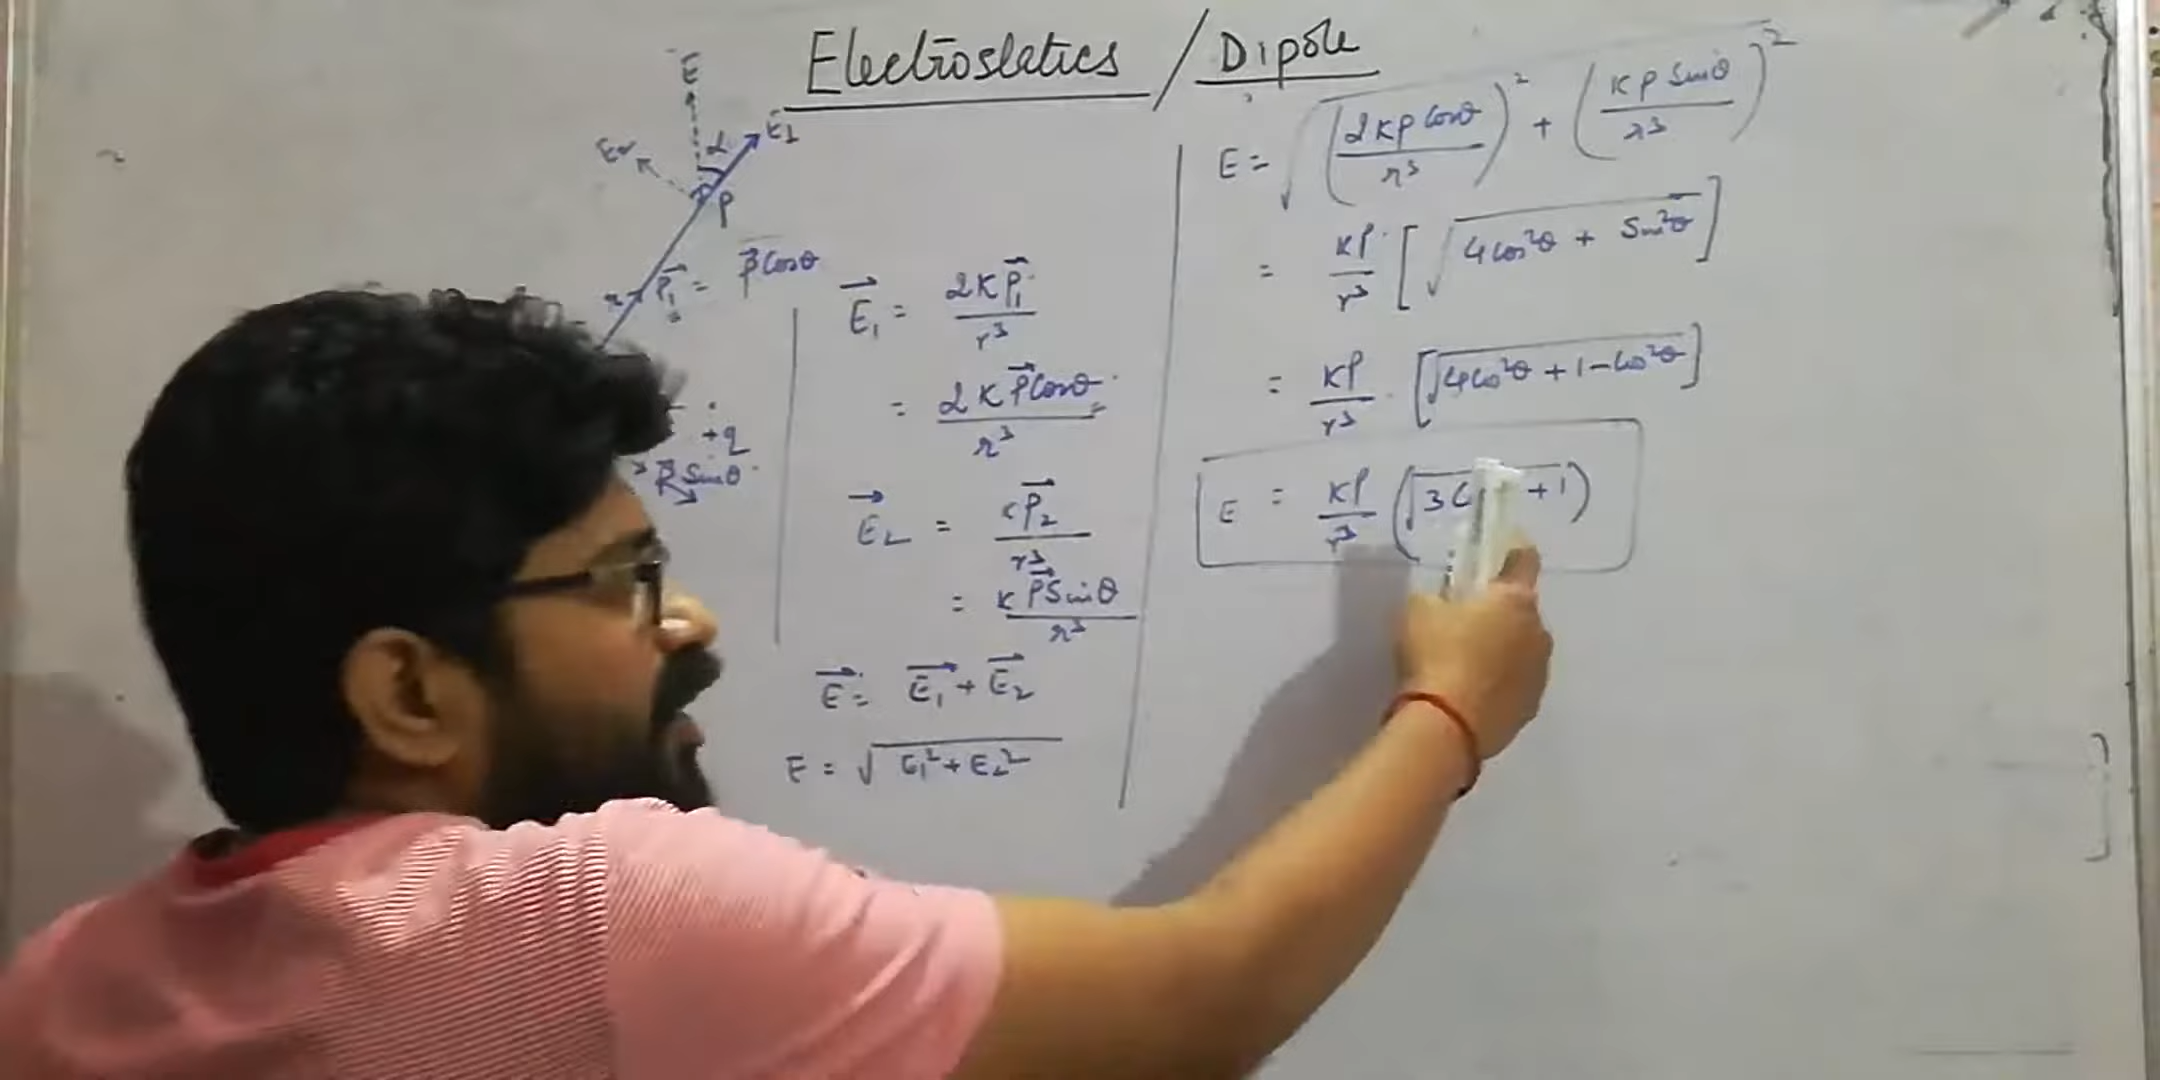 Electrostatics / Dipole
E
E1
α
P
r
P⃗₁ = P⃗ Cosθ
+q
Sinθ
E⃗₁ = 2KP⃗₁ / r³
= 2KP⃗Cosθ / r³
E⃗₂ = KP⃗₂ / r³
= KP⃗Sinθ / r³
E⃗ = E⃗₁ + E⃗₂
E = √(E₁² + E₂²)
E = √((2KP Cosθ / r³)² + (KP Sinθ / r³)²)
= KP / r³ [√(4Cos²θ + Sin²θ)]
= KP / r³ · [√(4Cos²θ + 1 - Cos²θ)]
E = KP / r³ (√(3 +1))